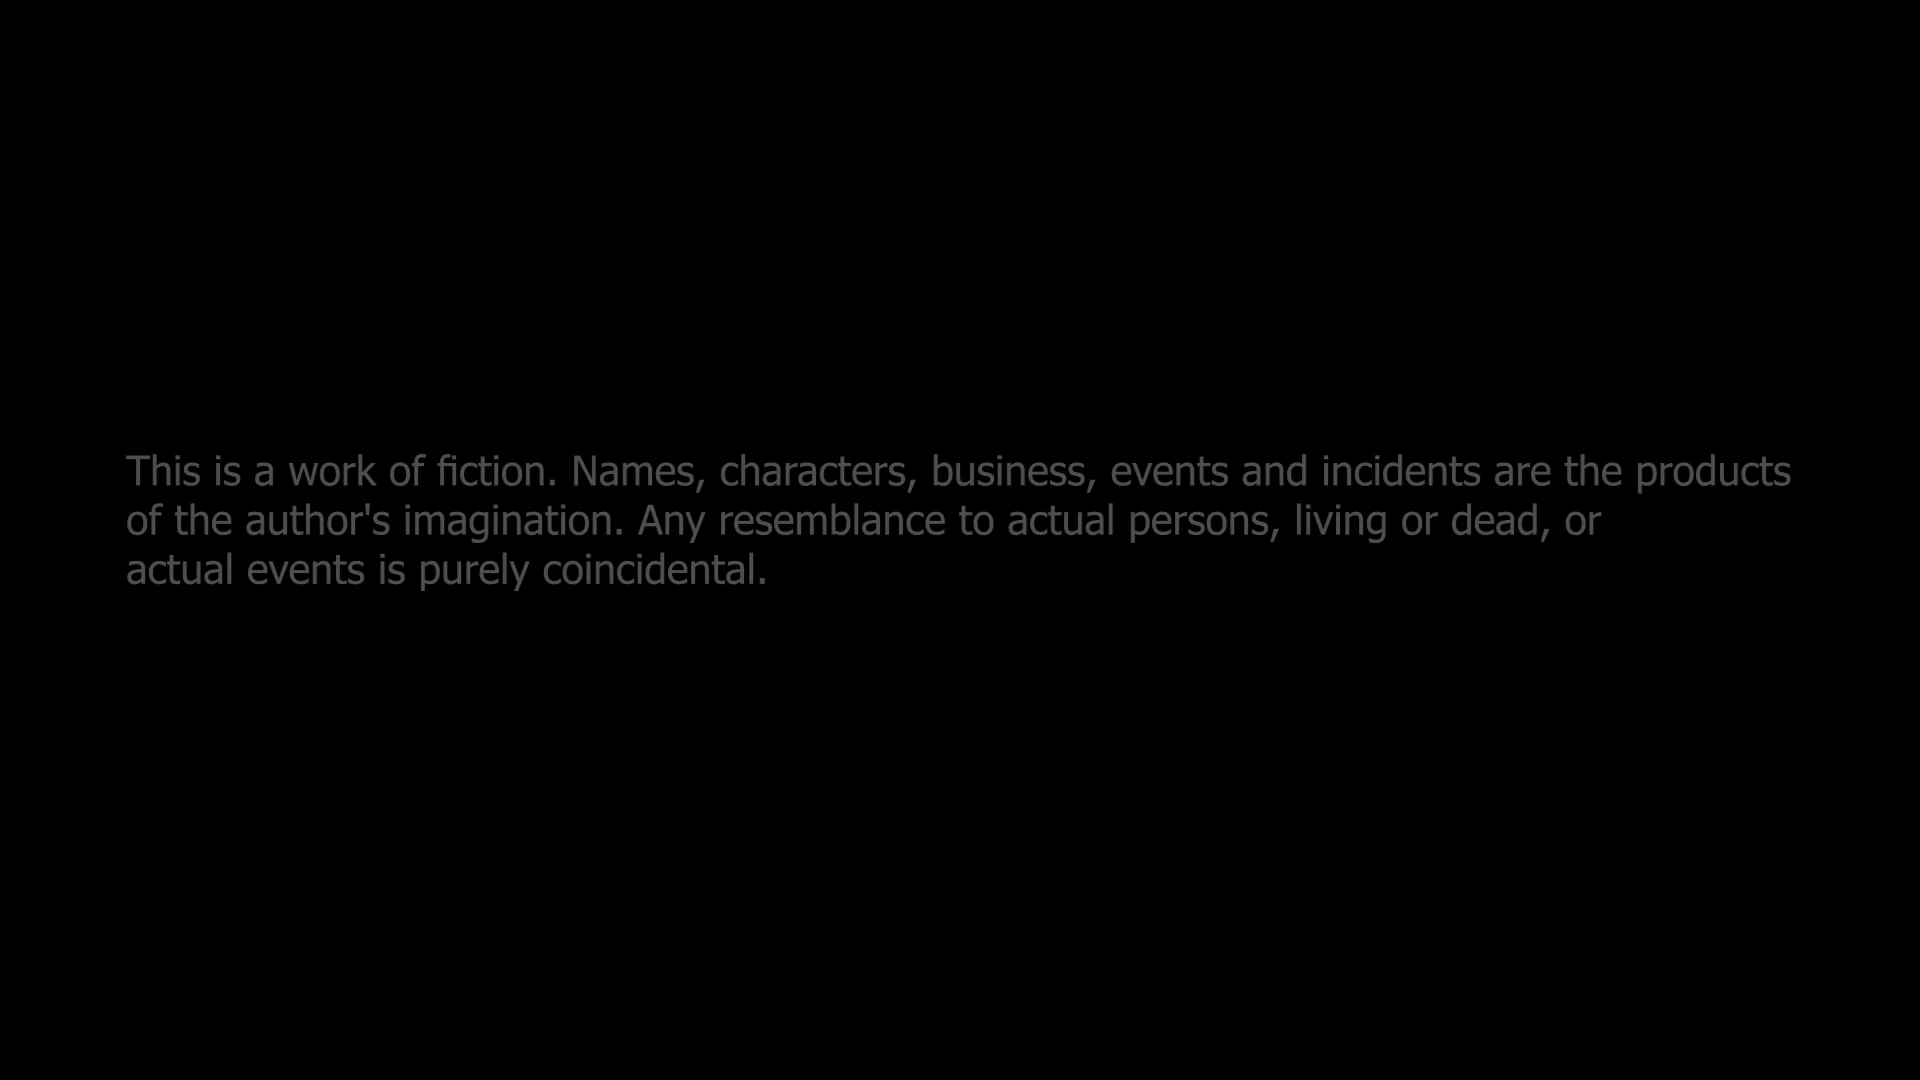 This is a work of fiction. Names, characters, business, events and incidents are the products
of the author's imagination. Any resemblance to actual persons, living or dead, or
actual events is purely coincidental.